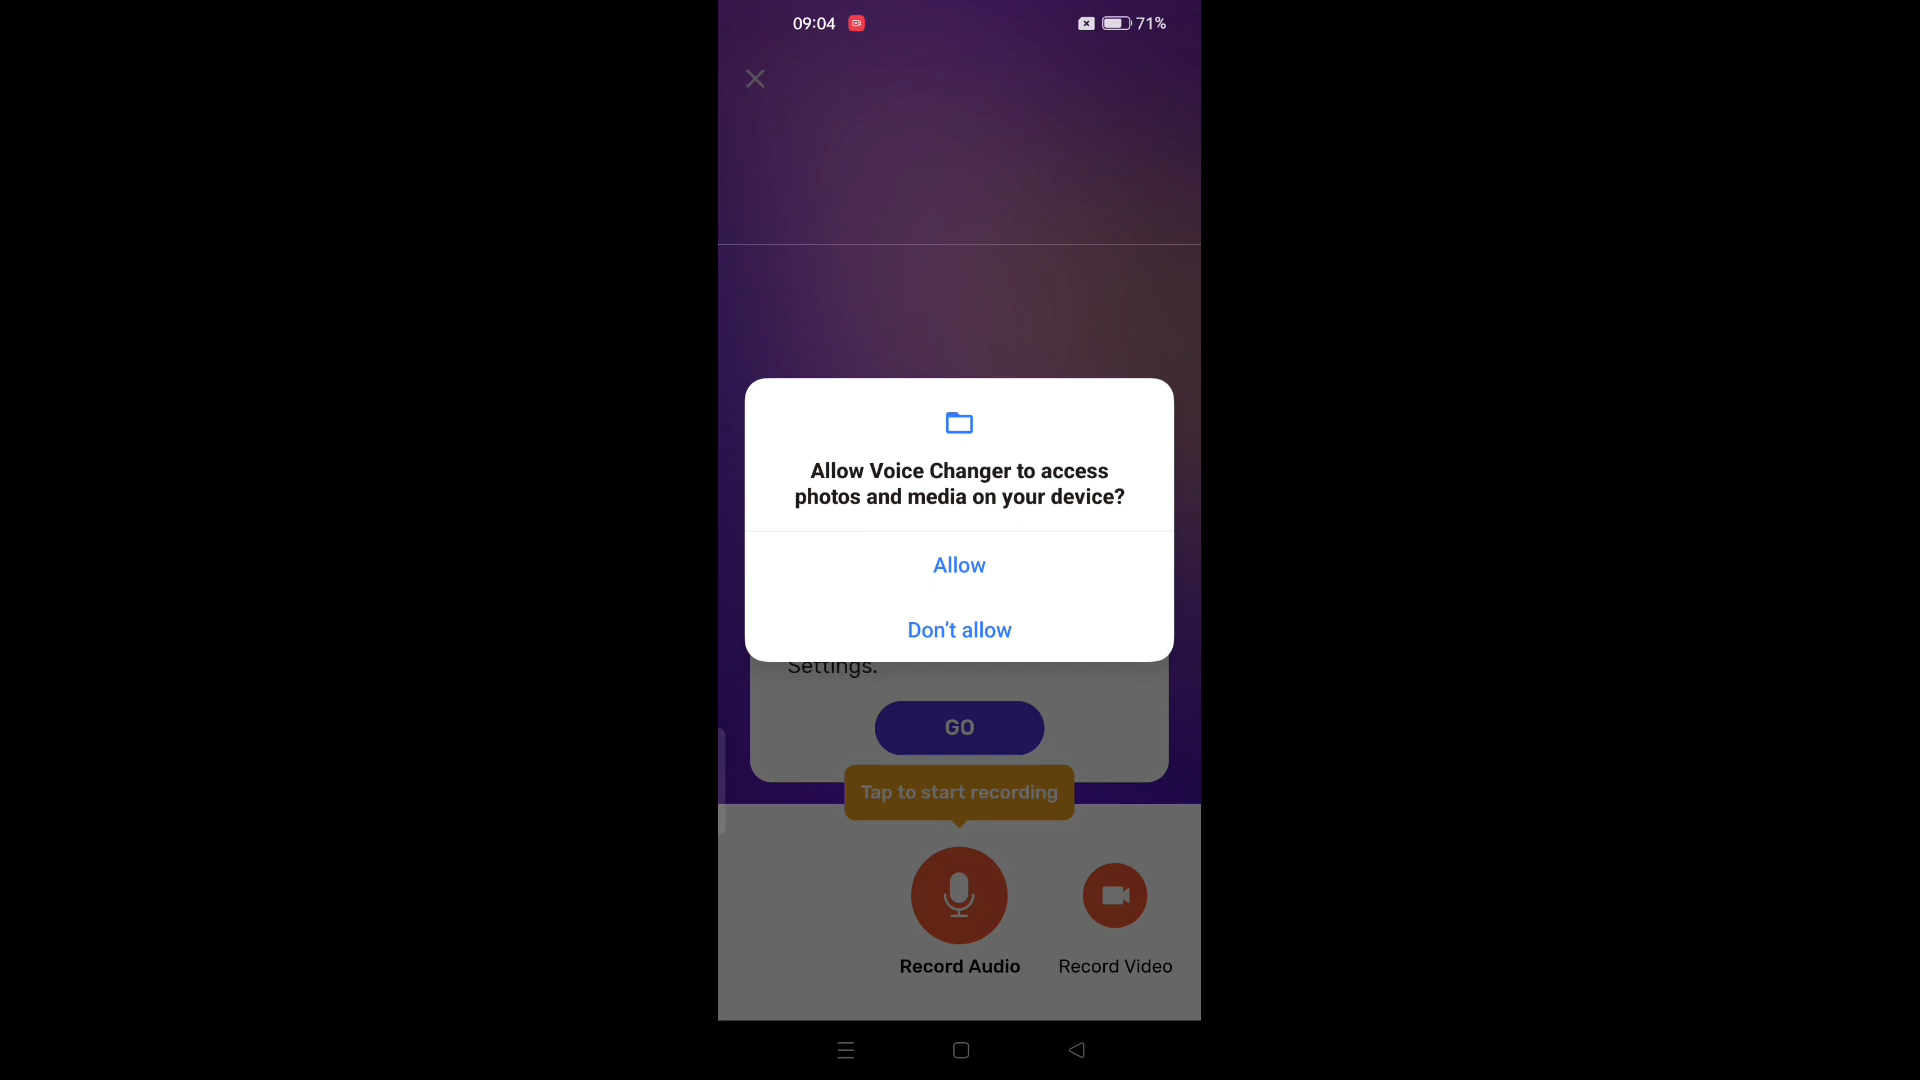 09:04
71%
Allow Voice Changer to access
photos and media on your device?
Allow
Don't allow
Settings.
GO
Tap to start recording
Record Audio
Record Video